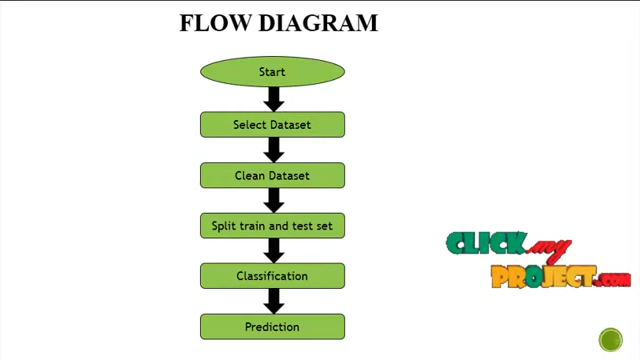 FLOW DIAGRAM
Start
Select Dataset
Clean Dataset
Split train and test set
Classification
Prediction
CLICK.my
PROJECT.com